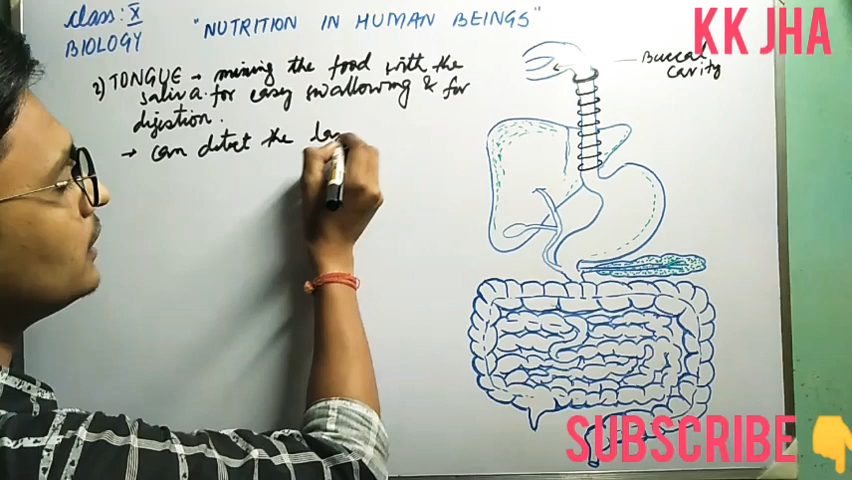 class: X
BIOLOGY
"NUTRITION IN HUMAN BEINGS"
KK JHA
Buccal
cavity
2) TONGUE → mixing the food with the
saliva for easy swallowing & for
digestion.
→ can detect the
SUBSCRIBE